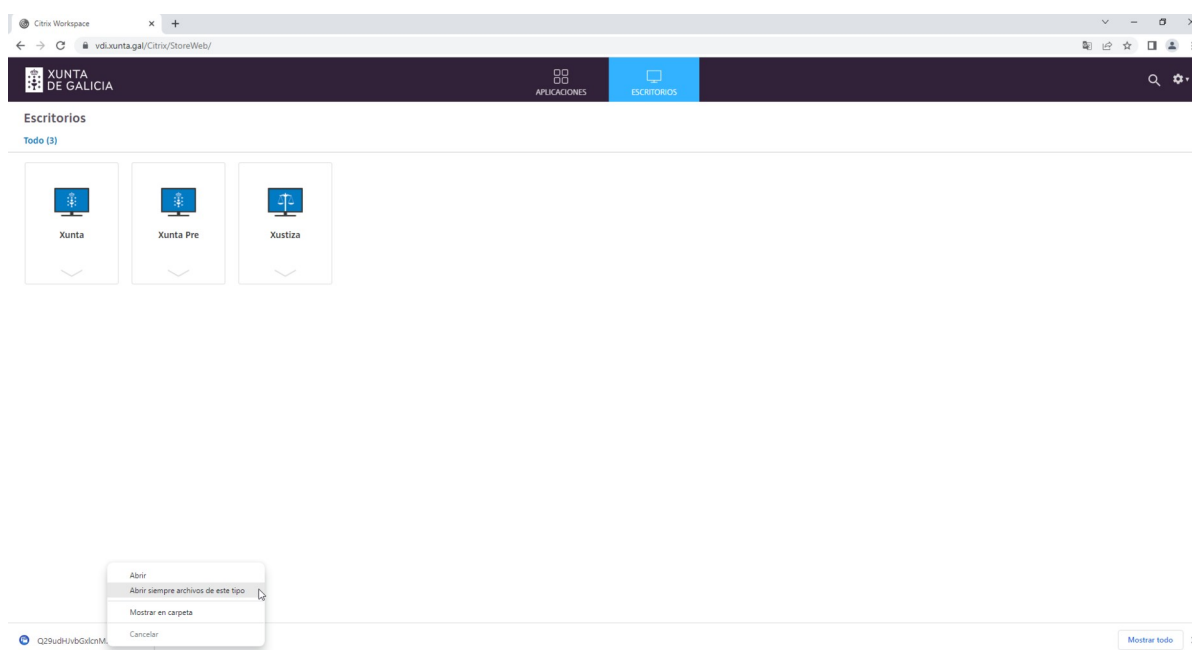 Citrix Workspace
vdi.xunta.gal/Citrix/StoreWeb/
XUNTA
DE GALICIA
APLICACIONES
ESCRITORIOS
Escritorios
Todo (3)
Xunta
Xunta Pre
Xustiza
Abrir
Abrir siempre archivos de este tipo
Mostrar en carpeta
Cancelar
Mostrar todo